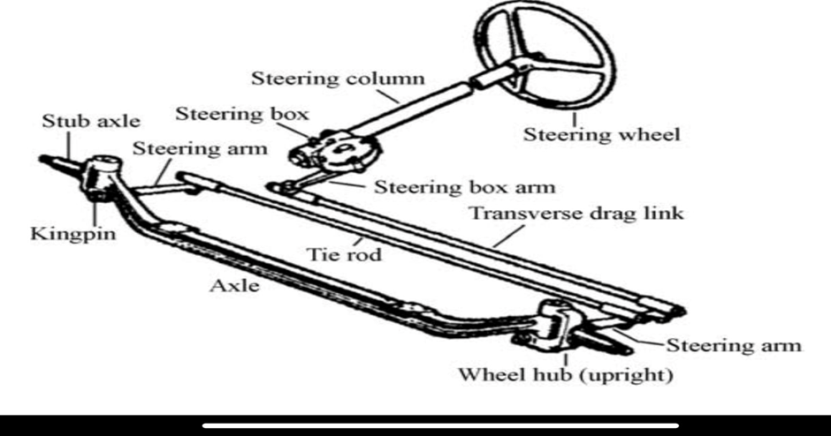 Steering column
Steering box
Stub axle
Steering wheel
Steering arm
Steering box arm
Transverse drag link
Kingpin
Tie rod
Axle
Steering arm
Wheel hub (upright)